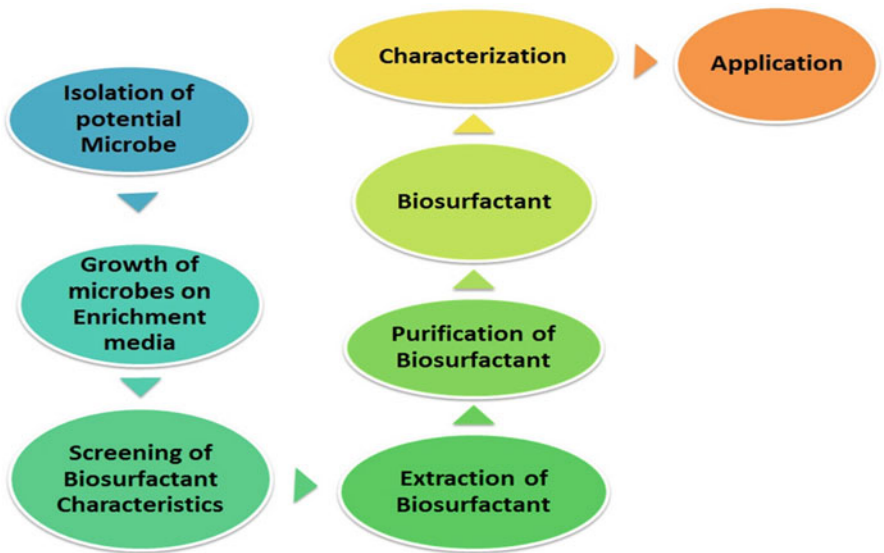 Isolation of
potential
Microbe
Growth of
microbes on
Enrichment
media
Screening of
Biosurfactant
Characteristics
Extraction of
Biosurfactant
Purification of
Biosurfactant
Biosurfactant
Characterization
Application